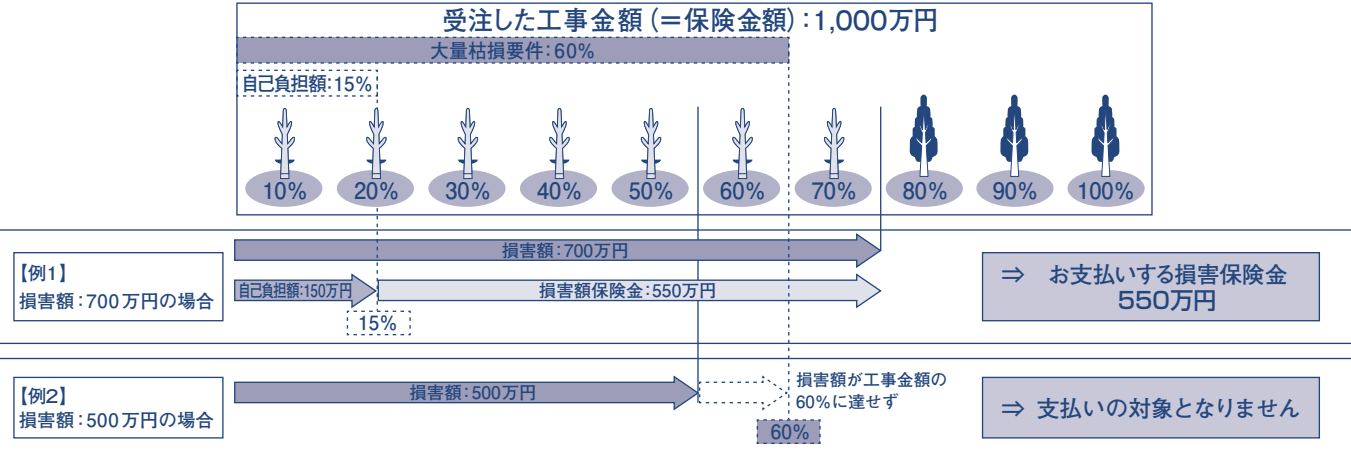 受注した工事金額（＝保険金額）：1,000万円
大量枯損要件：60%
自己負担額：15%
10% 20% 30% 40% 50% 60% 70% 80% 90% 100%
【例1】
損害額：700万円の場合
損害額：700万円
自己負担額：150万円
損害額保険金：550万円
15%
⇒ お支払いする損害保険金
550万円
【例2】
損害額：500万円の場合
損害額：500万円
損害額が工事金額の
60%に達せず
60%
⇒ 支払いの対象となりません